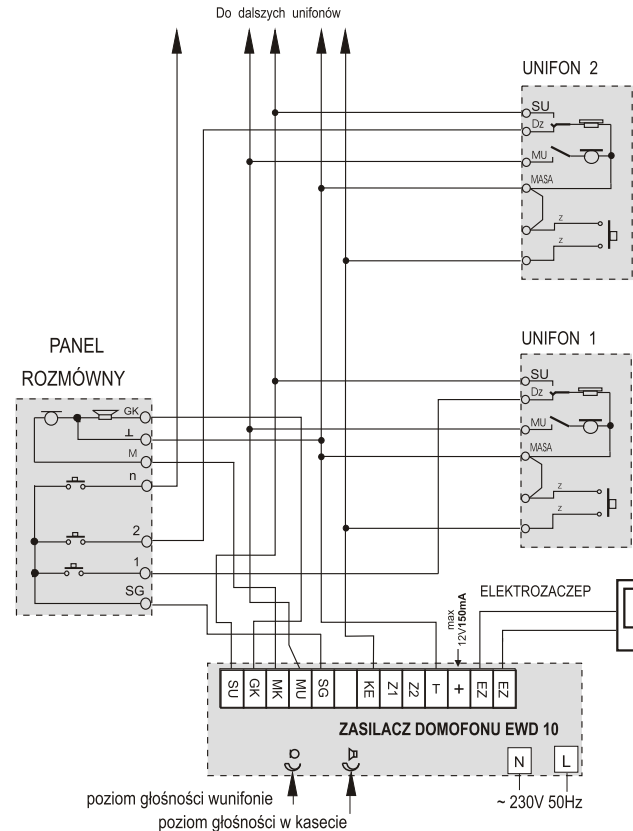 Do dalszych unifonów
UNIFON 2
SU
Dz
MU
MASA
z
z
UNIFON 1
SU
Dz
MU
MASA
z
z
PANEL
ROZMÓWNY
GK
⊥
M
n
2
1
SG
ELEKTROZACZEP
max
12V150mA
SU GK MK MU SG KE Z1 Z2 ⊥ + EZ EZ
ZASILACZ DOMOFONU EWD 10
N L
~ 230V 50Hz
poziom głośności wunifonie
poziom głośności w kasecie